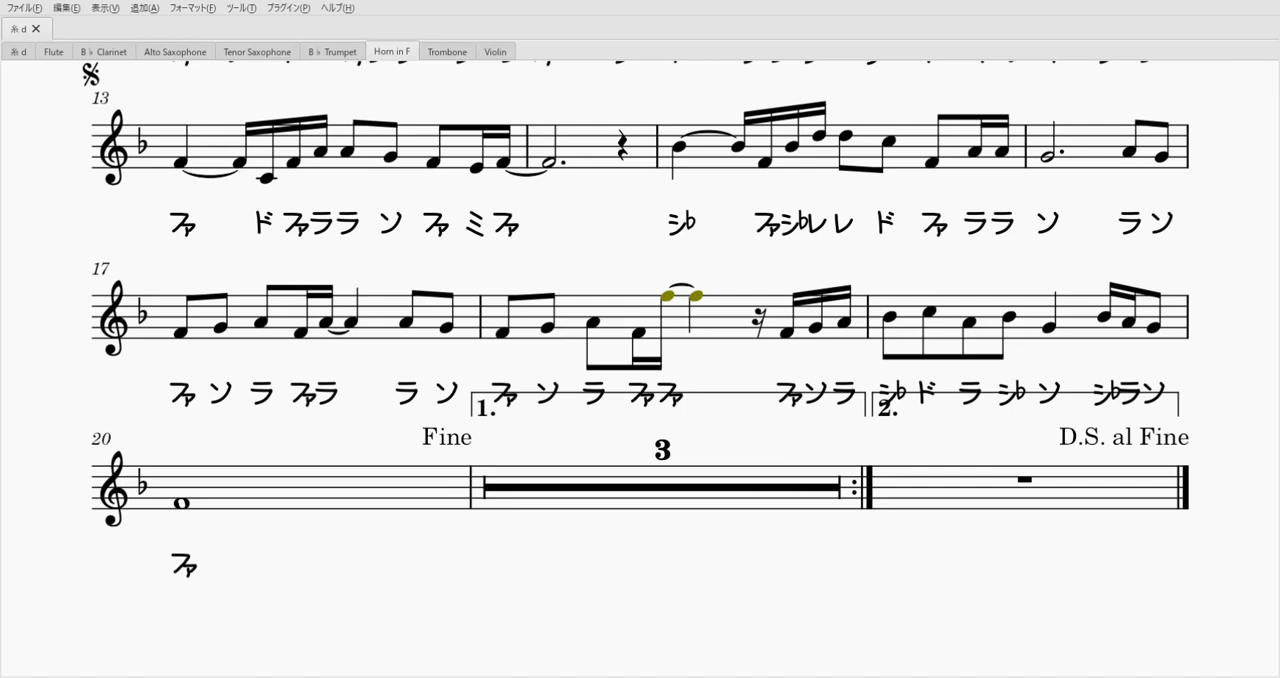 ファイル(F) 編集(E) 表示(V) 追加(A) フォーマット(F) ツール(T) プラグイン(P) ヘルプ(H)
糸 d ✕
糸 d Flute B♭ Clarinet Alto Saxophone Tenor Saxophone B♭ Trumpet Horn in F Trombone Violin
13
ファ ド ファ ラ ラ ソ ファ ミ ファ シ♭ ファ シ♭ レ レ ド ファ ラ ラ ソ ラ ソ
17
ファ ソ ラ ファ ラ ラ ソ ファ ソ ラ ファ ファ ファ ソ ラ シ♭ ド ラ シ♭ ソ シ♭ ラ ソ
1. 2.
20 Fine 3 D.S. al Fine
ファ